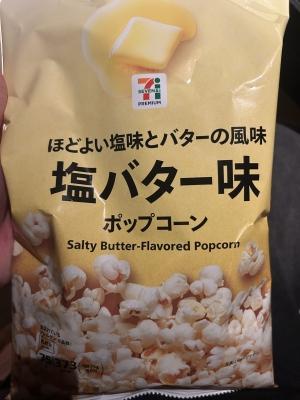 7
SEVEN&i
PREMIUM
ほどよい塩味とバターの風味
塩バター味
ポップコーン
Salty Butter-Flavored Popcorn